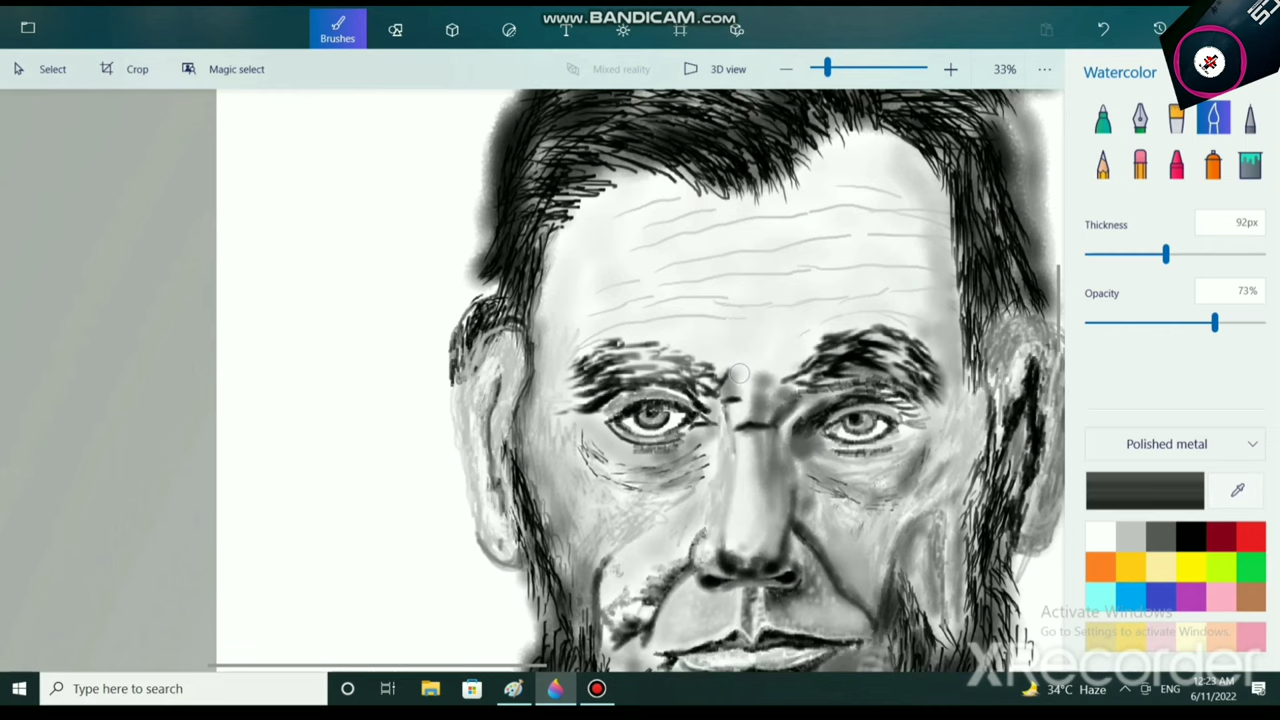 www.BANDICAM.com
Brushes
Select
Crop
Magic select
Mixed reality
3D view
33%
Watercolor
Thickness
92px
Opacity
73%
Polished metal
Activate Windows
Go to Settings to activate Windows.
XRecorder
Type here to search
34°C Haze
ENG
12:23 AM
6/11/2022